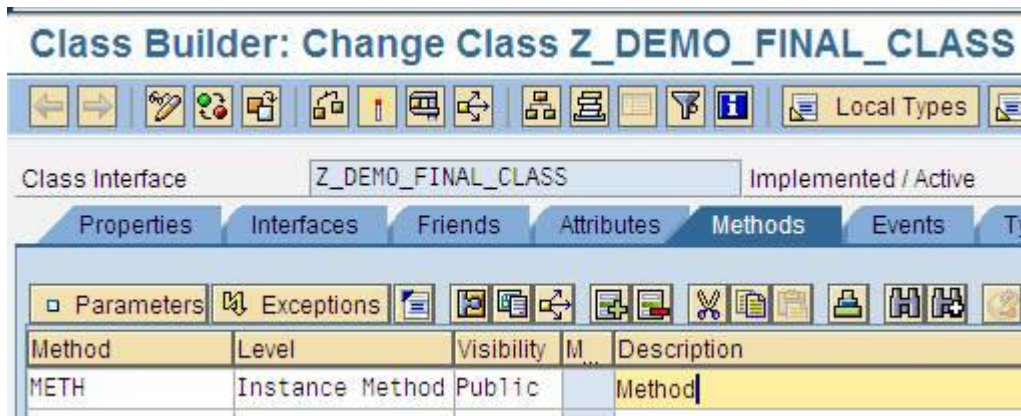 Class Builder: Change Class Z_DEMO_FINAL_CLASS
Local Types
Class Interface Z_DEMO_FINAL_CLASS Implemented / Active
Properties Interfaces Friends Attributes Methods Events
Parameters Exceptions
Method Level Visibility M... Description
METH Instance Method Public Method